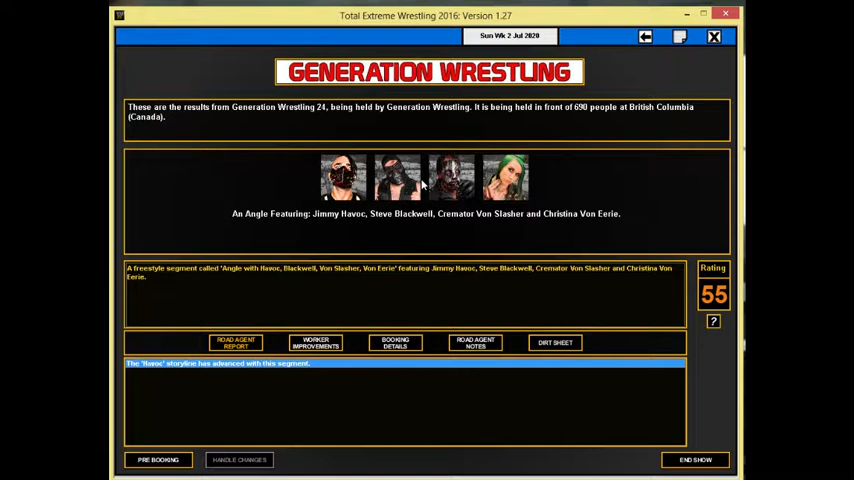 Total Extreme Wrestling 2016: Version 1.27
Sun Wk 2 Jul 2020
GENERATION WRESTLING
These are the results from Generation Wrestling 24, being held by Generation Wrestling. It is being held in front of 690 people at British Columbia
(Canada).
An Angle Featuring: Jimmy Havoc, Steve Blackwell, Cremator Von Slasher and Christina Von Eerie.
A freestyle segment called 'Angle with Havoc, Blackwell, Von Slasher, Von Eerie' featuring Jimmy Havoc, Steve Blackwell, Cremator Von Slasher and Christina Von
Eerie.
Rating
55
?
ROAD AGENT
REPORT
WORKER
IMPROVEMENTS
BOOKING
DETAILS
ROAD AGENT
NOTES
DIRT SHEET
The 'Havoc' storyline has advanced with this segment.
PRE BOOKING
HANDLE CHANGES
END SHOW